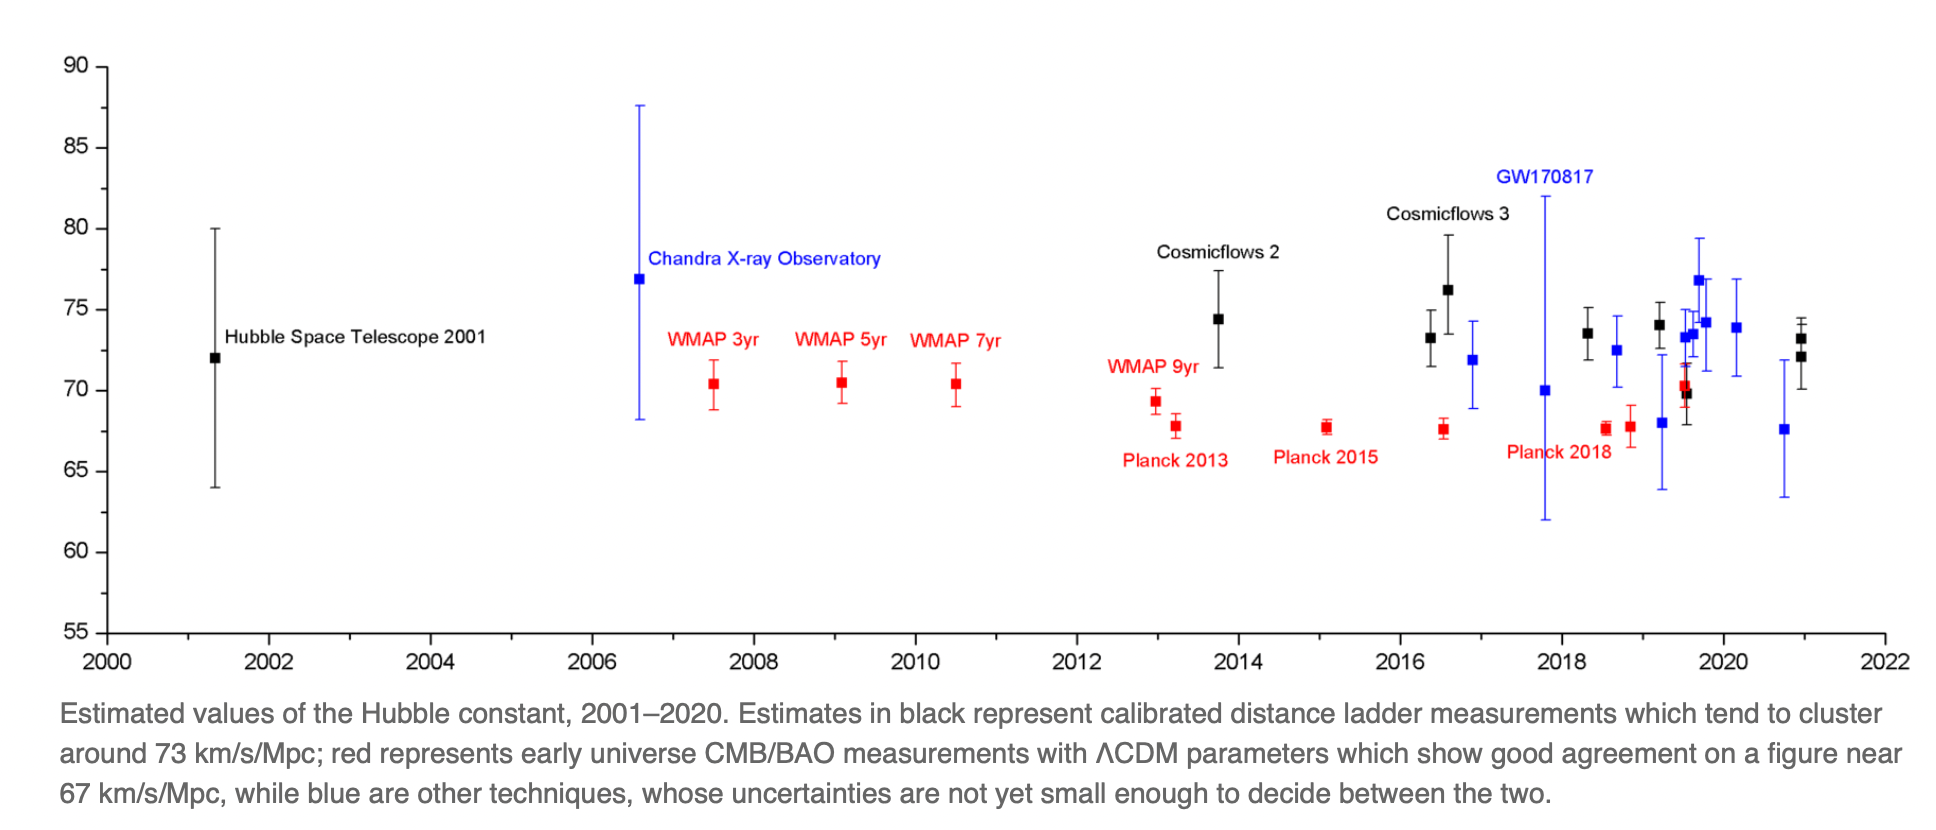 90
85
GW170817
80
Cosmicflows 3
Cosmicflows 2
Chandra X-ray Observatory
75
Hubble Space Telescope 2001
WMAP 3yr
WMAP 5yr
WMAP 7yr
WMAP 9yr
70
Planck 2013
Planck 2015
Planck 2018
65
60
55
2000 2002 2004 2006 2008 2010 2012 2014 2016 2018 2020 2022
Estimated values of the Hubble constant, 2001–2020. Estimates in black represent calibrated distance ladder measurements which tend to cluster
around 73 km/s/Mpc; red represents early universe CMB/BAO measurements with ΛCDM parameters which show good agreement on a figure near
67 km/s/Mpc, while blue are other techniques, whose uncertainties are not yet small enough to decide between the two.